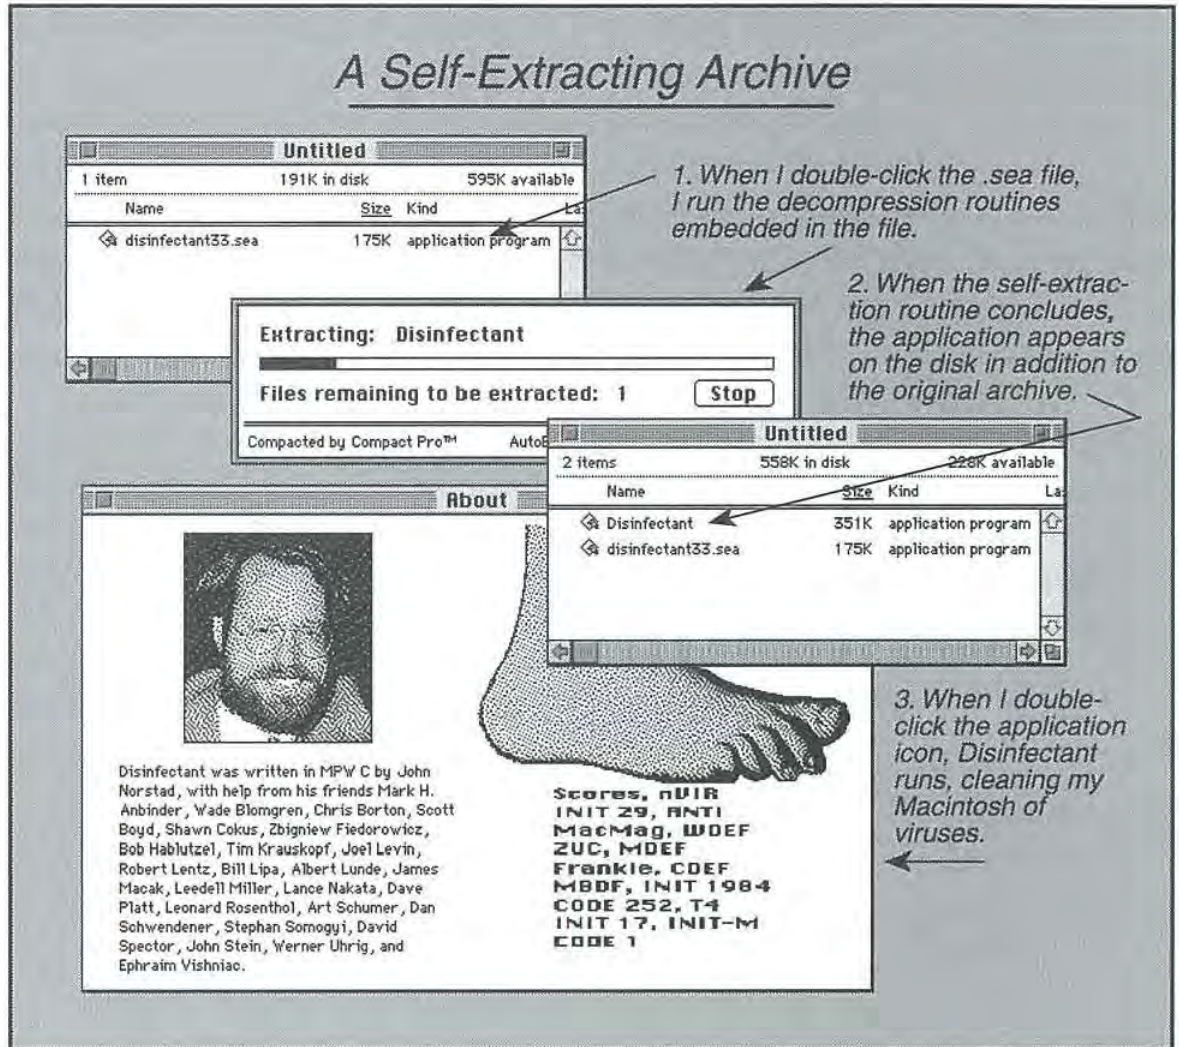 A Self-Extracting Archive
Untitled
1 item 191K in disk 595K available
Name Size Kind La
disinfectant33.sea 175K application program
1. When I double-click the .sea file,
I run the decompression routines
embedded in the file.
Extracting: Disinfectant
Files remaining to be extracted: 1 Stop
Compacted by Compact Pro™
2. When the self-extrac-
tion routine concludes,
the application appears
on the disk in addition to
the original archive.
Untitled
2 items 558K in disk 228K available
Name Size Kind La
Disinfectant 351K application program
disinfectant33.sea 175K application program
About
Disinfectant was written in MPW C by John
Norstad, with help from his friends Mark H.
Anbinder, Wade Blomgren, Chris Borton, Scott
Boyd, Shawn Cokus, Zbigniew Fiedorowicz,
Bob Hablutzel, Tim Krauskopf, Joel Levin,
Robert Lentz, Bill Lipa, Albert Lunde, James
Macak, Leedell Miller, Lance Nakata, Dave
Platt, Leonard Rosenthol, Art Schumer, Dan
Schwendener, Stephan Somogyi, David
Spector, John Stein, Werner Uhrig, and
Ephraim Vishniac.
Scores, nVIR
INIT 29, ANTI
MacMag, WDEF
ZUC, MDEF
Frankie, CDEF
MBDF, INIT 1984
CODE 252, T4
INIT 17, INIT-M
CODE 1
3. When I double-
click the application
icon, Disinfectant
runs, cleaning my
Macintosh of
viruses.